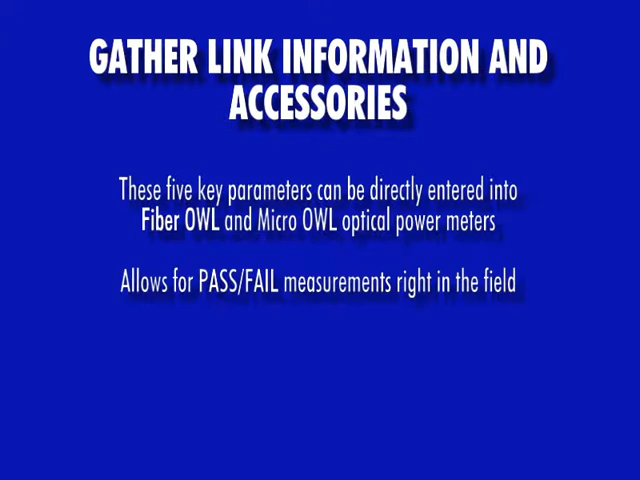 GATHER LINK INFORMATION AND
ACCESSORIES
These five key parameters can be directly entered into
Fiber OWL and Micro OWL optical power meters
Allows for PASS/FAIL measurements right in the field